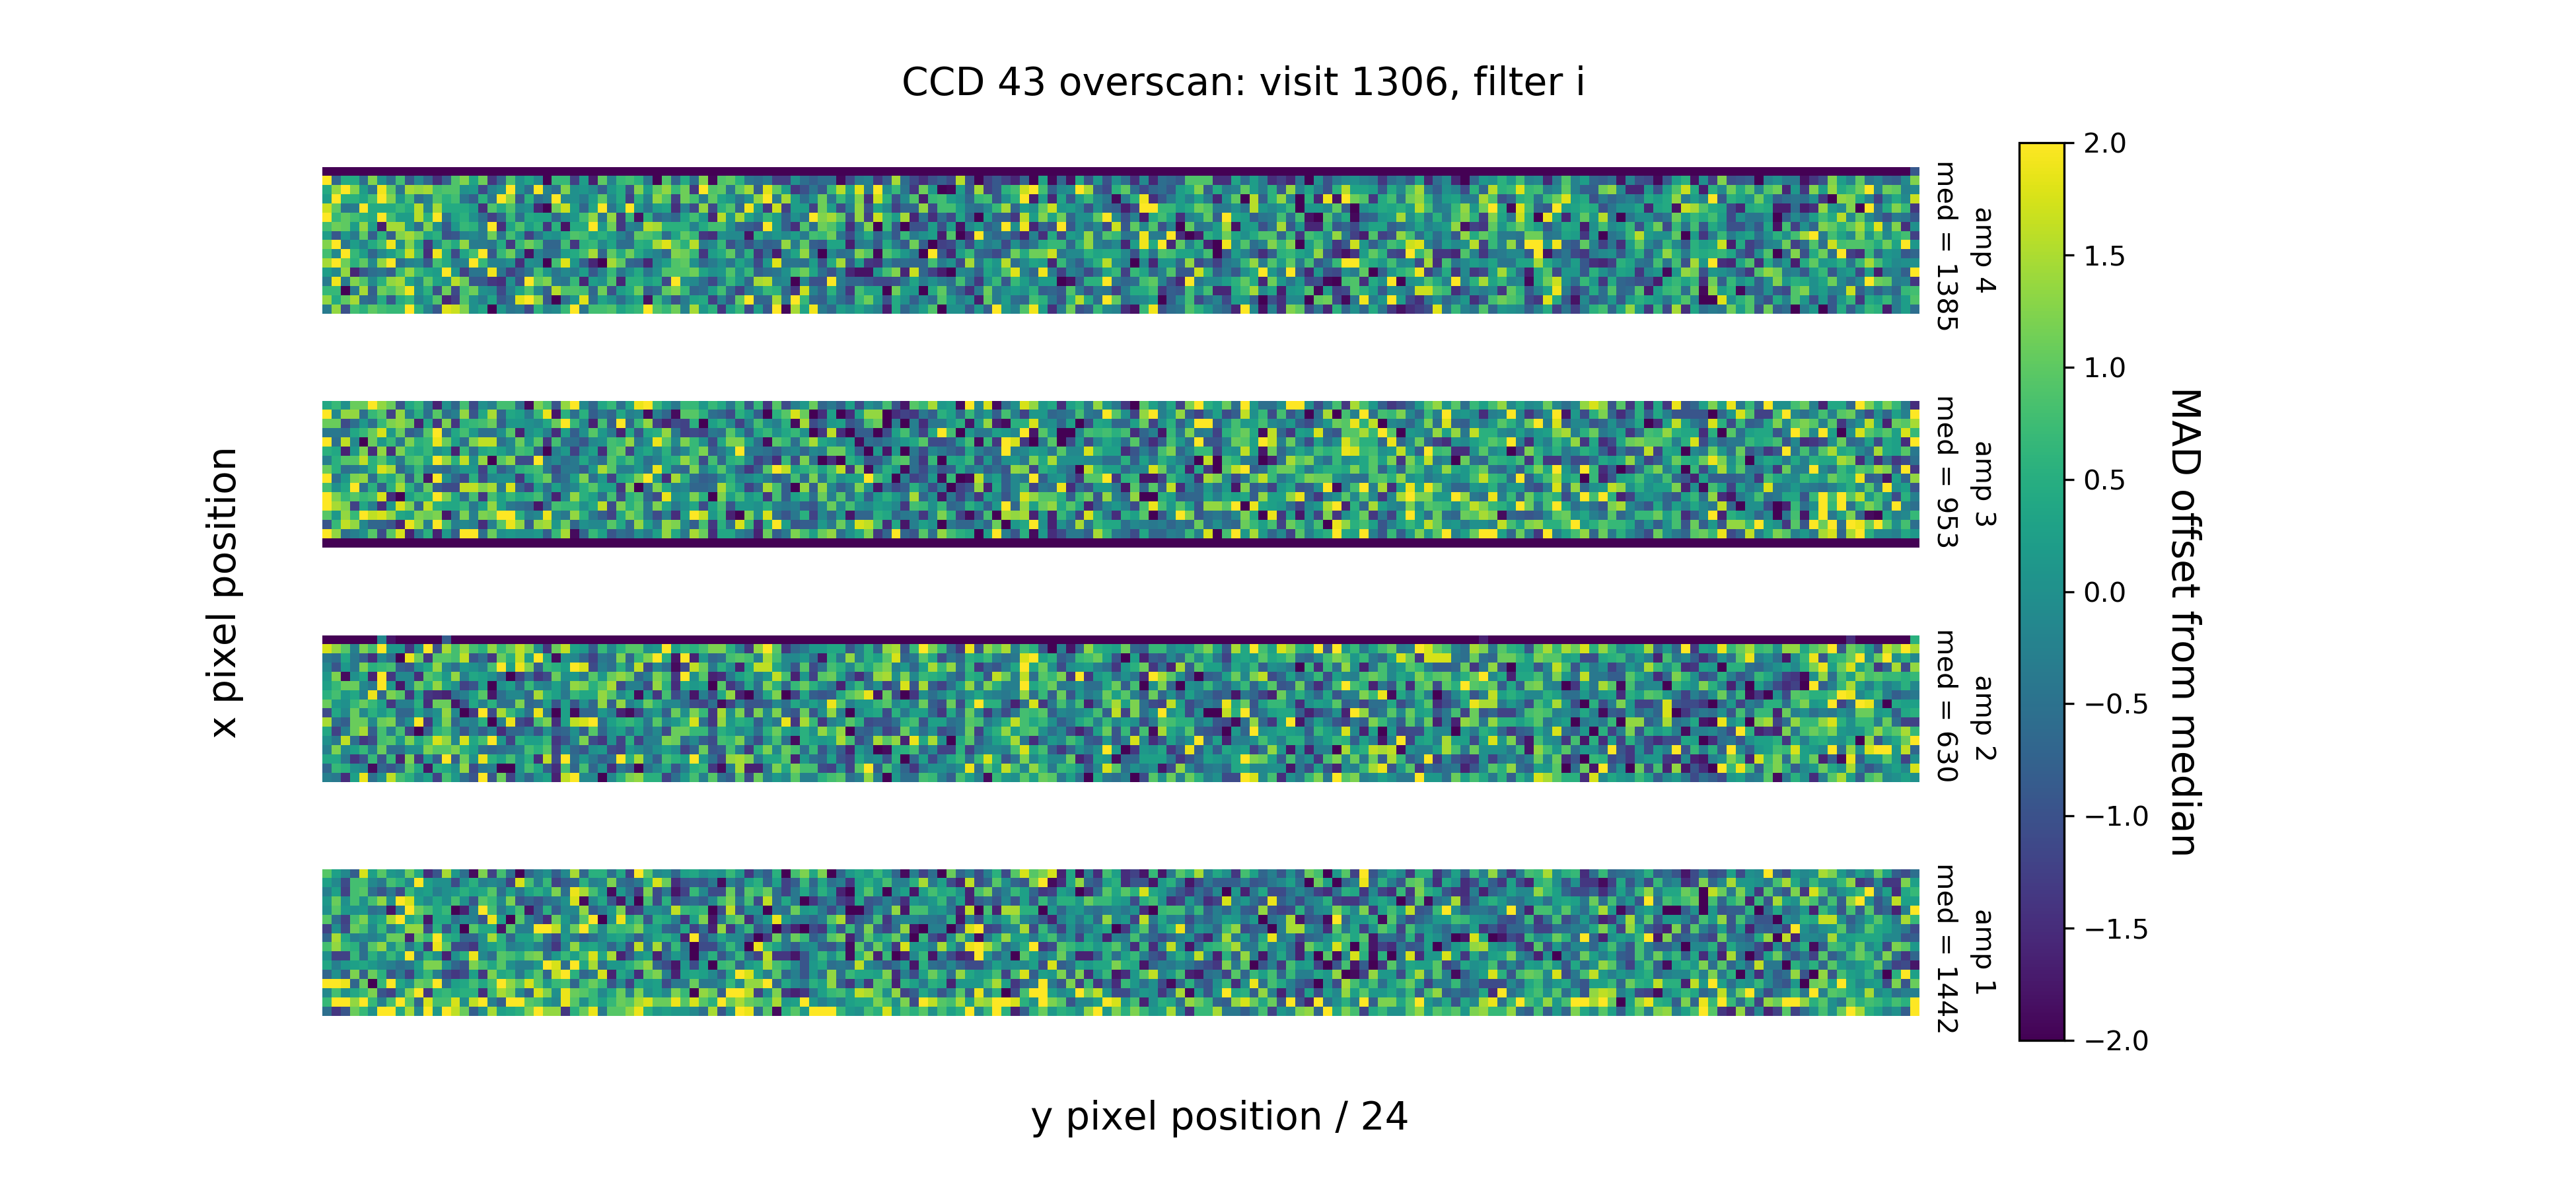 CCD 43 overscan: visit 1306, filter i
x pixel position
amp 4
med = 1385
amp 3
med = 953
amp 2
med = 630
amp 1
med = 1442
2.0
1.5
1.0
0.5
0.0
−0.5
−1.0
−1.5
−2.0
MAD offset from median
y pixel position / 24